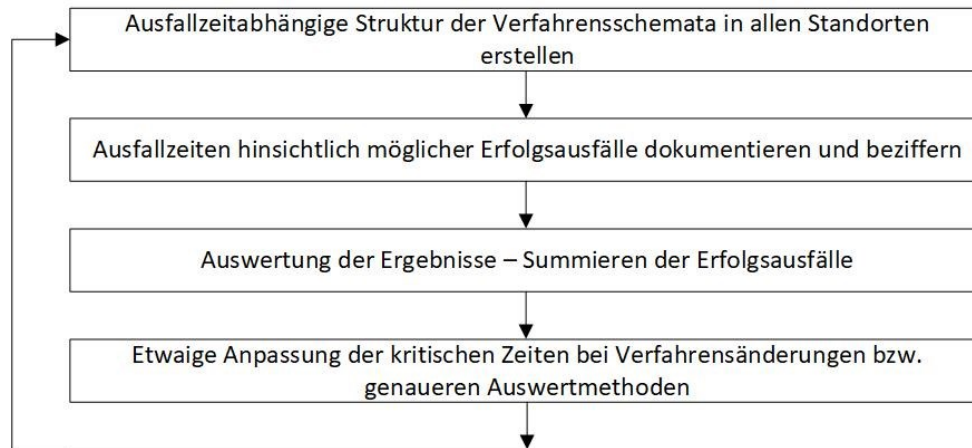 Ausfallzeitabhängige Struktur der Verfahrensschemata in allen Standorten
erstellen
Ausfallzeiten hinsichtlich möglicher Erfolgsausfälle dokumentieren und beziffern
Auswertung der Ergebnisse – Summieren der Erfolgsausfälle
Etwaige Anpassung der kritischen Zeiten bei Verfahrensänderungen bzw.
genaueren Auswertmethoden